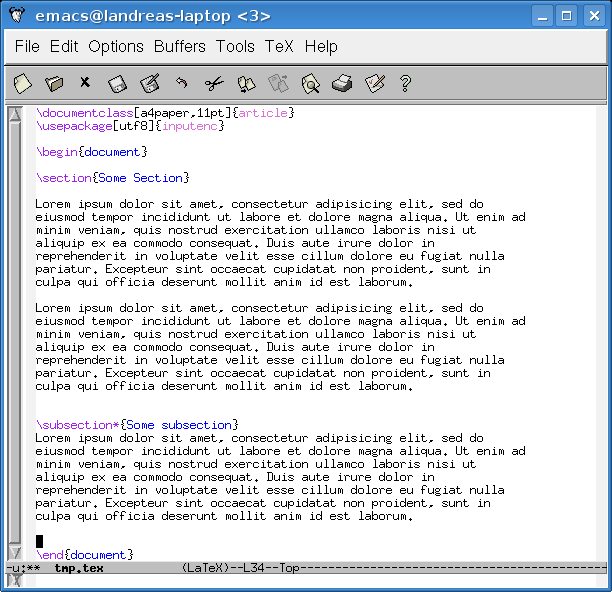 emacs@landreas-laptop <3>
File Edit Options Buffers Tools TeX Help
\documentclass[a4paper,11pt]{article}
\usepackage[utf8]{inputenc}
\begin{document}
\section{Some Section}
Lorem ipsum dolor sit amet, consectetur adipisicing elit, sed do
eiusmod tempor incididunt ut labore et dolore magna aliqua. Ut enim ad
minim veniam, quis nostrud exercitation ullamco laboris nisi ut
aliquip ex ea commodo consequat. Duis aute irure dolor in
reprehenderit in voluptate velit esse cillum dolore eu fugiat nulla
pariatur. Excepteur sint occaecat cupidatat non proident, sunt in
culpa qui officia deserunt mollit anim id est laborum.
Lorem ipsum dolor sit amet, consectetur adipisicing elit, sed do
eiusmod tempor incididunt ut labore et dolore magna aliqua. Ut enim ad
minim veniam, quis nostrud exercitation ullamco laboris nisi ut
aliquip ex ea commodo consequat. Duis aute irure dolor in
reprehenderit in voluptate velit esse cillum dolore eu fugiat nulla
pariatur. Excepteur sint occaecat cupidatat non proident, sunt in
culpa qui officia deserunt mollit anim id est laborum.
\subsection*{Some subsection}
Lorem ipsum dolor sit amet, consectetur adipisicing elit, sed do
eiusmod tempor incididunt ut labore et dolore magna aliqua. Ut enim ad
minim veniam, quis nostrud exercitation ullamco laboris nisi ut
aliquip ex ea commodo consequat. Duis aute irure dolor in
reprehenderit in voluptate velit esse cillum dolore eu fugiat nulla
pariatur. Excepteur sint occaecat cupidatat non proident, sunt in
culpa qui officia deserunt mollit anim id est laborum.
\end{document}
-u:** tmp.tex (LaTeX)--L34--Top--------------------------------------------